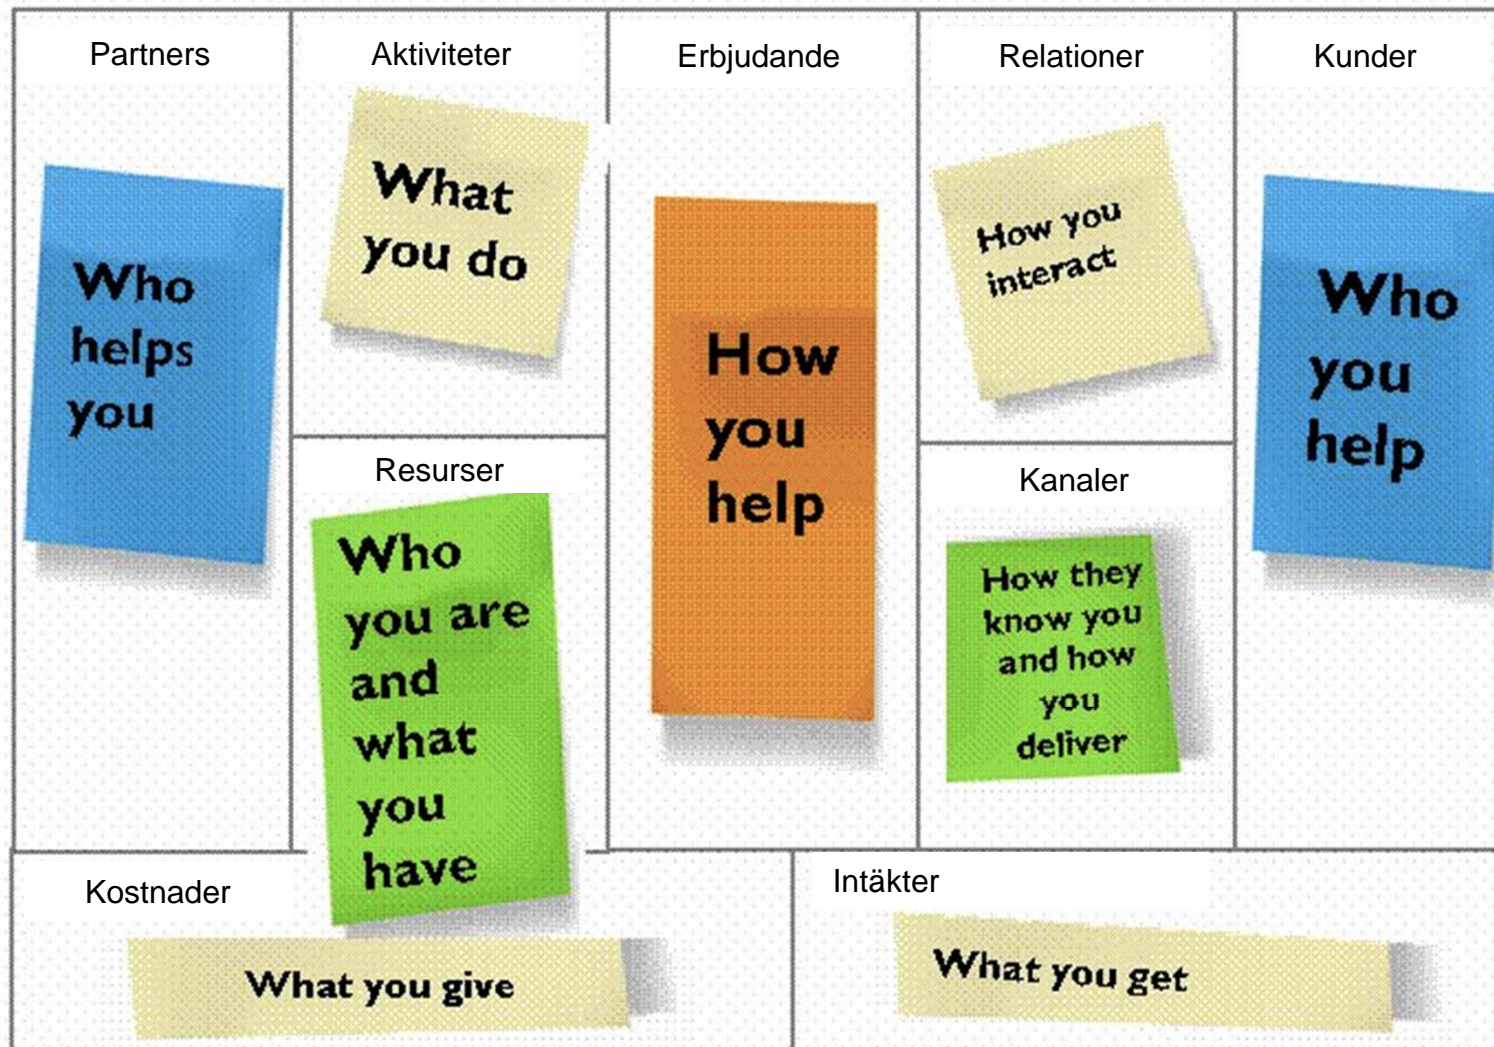 Partners
Who
helps
you
Aktiviteter
What
you do
Resurser
Who
you are
and
what
you
have
Erbjudande
How
you
help
Relationer
How you
interact
Kanaler
How they
know you
and how
you
deliver
Kunder
Who
you
help
Kostnader
What you give
Intäkter
What you get